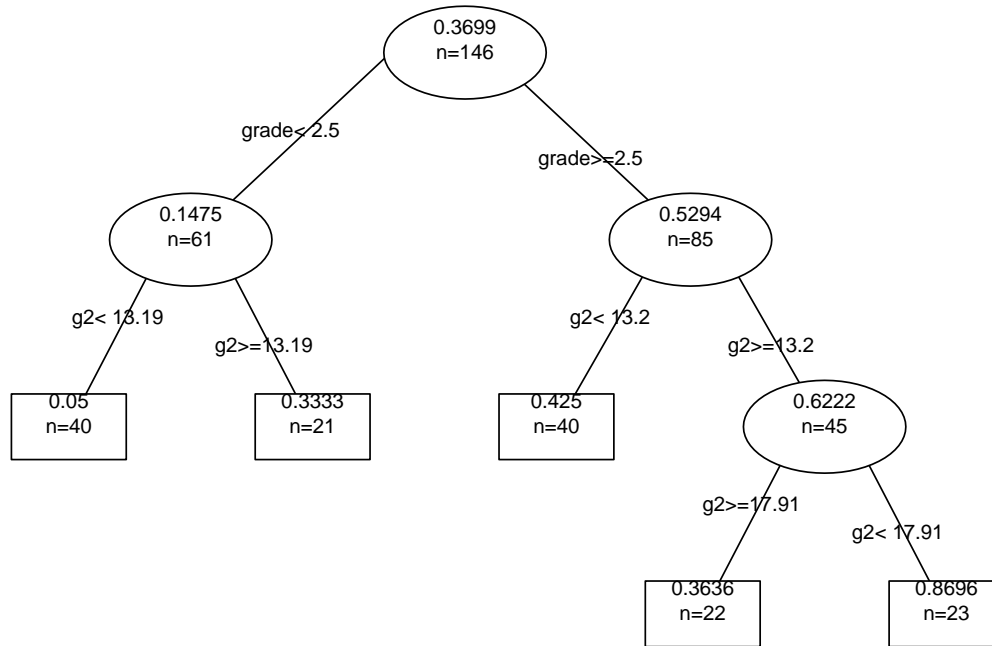 0.3699
n=146
grade< 2.5
grade>=2.5
0.1475
n=61
0.5294
n=85
g2< 13.19
g2>=13.19
g2< 13.2
g2>=13.2
0.05
n=40
0.3333
n=21
0.425
n=40
0.6222
n=45
g2>=17.91
g2< 17.91
0.3636
n=22
0.8696
n=23